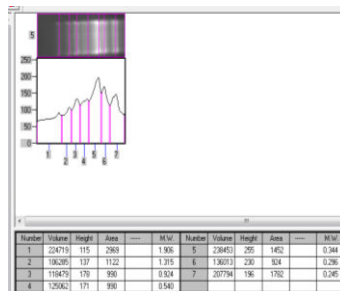 5
250
200
150
100
50
0
1 2 3 4 5 6 7
Number Volume Height Area ----- M.W. Number Volume Height Area ----- M.W.
1 224719 115 2969 1.906 5 238453 255 1452 0.344
2 106285 137 1122 1.315 6 136013 230 924 0.296
3 118479 178 990 0.924 7 207794 196 1782 0.245
4 125062 171 990 0.540